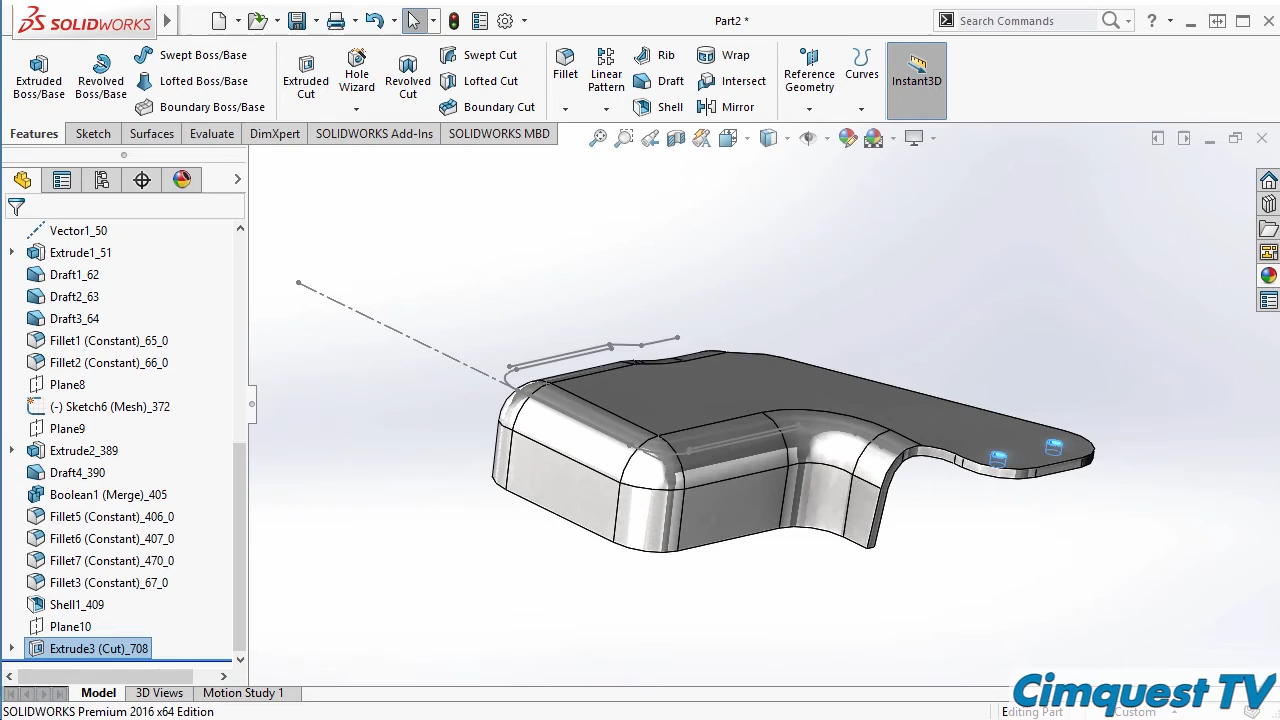 SOLIDWORKS
Part2 *
Search Commands
Extruded Boss/Base
Revolved Boss/Base
Swept Boss/Base
Lofted Boss/Base
Boundary Boss/Base
Extruded Cut
Hole Wizard
Revolved Cut
Swept Cut
Lofted Cut
Boundary Cut
Fillet
Linear Pattern
Rib
Draft
Shell
Wrap
Intersect
Mirror
Reference Geometry
Curves
Instant3D
Features
Sketch
Surfaces
Evaluate
DimXpert
SOLIDWORKS Add-Ins
SOLIDWORKS MBD
Vector1_50
Extrude1_51
Draft1_62
Draft2_63
Draft3_64
Fillet1 (Constant)_65_0
Fillet2 (Constant)_66_0
Plane8
(-) Sketch6 (Mesh)_372
Plane9
Extrude2_389
Draft4_390
Boolean1 (Merge)_405
Fillet5 (Constant)_406_0
Fillet6 (Constant)_407_0
Fillet7 (Constant)_470_0
Fillet3 (Constant)_67_0
Shell1_409
Plane10
Extrude3 (Cut)_708
Model
3D Views
Motion Study 1
Cimquest TV
SOLIDWORKS Premium 2016 x64 Edition
Editing Part
Custom